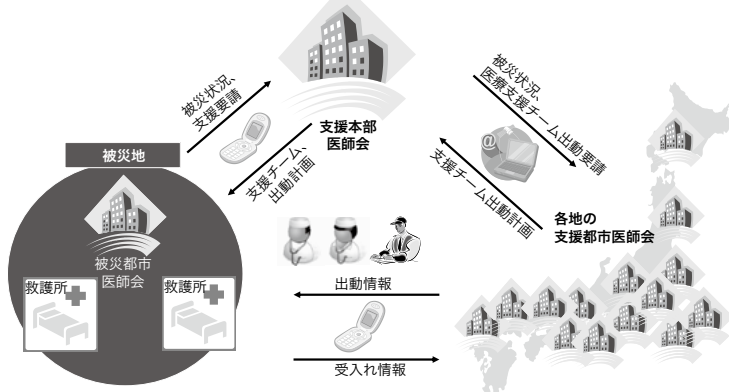 被災状況、
支援要請
支援本部
医師会
支援チーム、
出動計画
被災状況、
医療支援チーム出動要請
@
支援チーム出動計画
各地の
支援都市医師会
被災地
被災都市
医師会
救護所
救護所
出動情報
受入れ情報